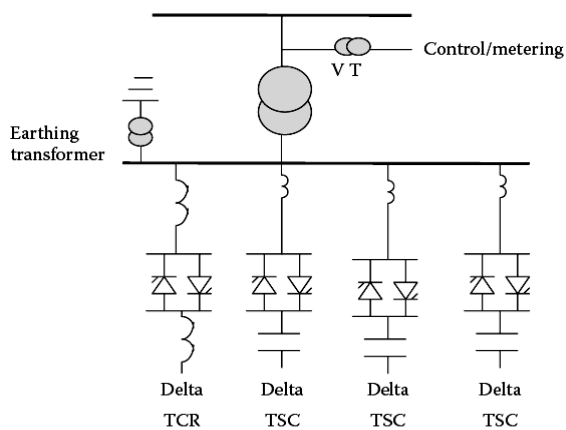 Control/metering
V T
Earthing
transformer
Delta Delta Delta Delta
TCR TSC TSC TSC